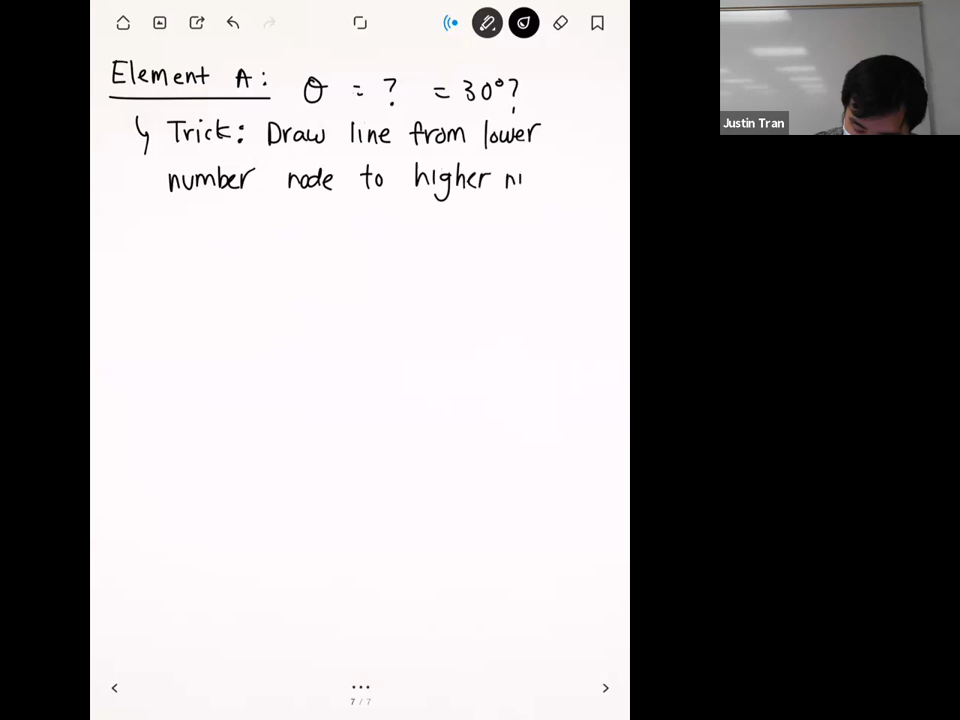 Element A: θ = ? = 30°?
↳ Trick: Draw line from lower
number node to higher
7 / 7
Justin Tran